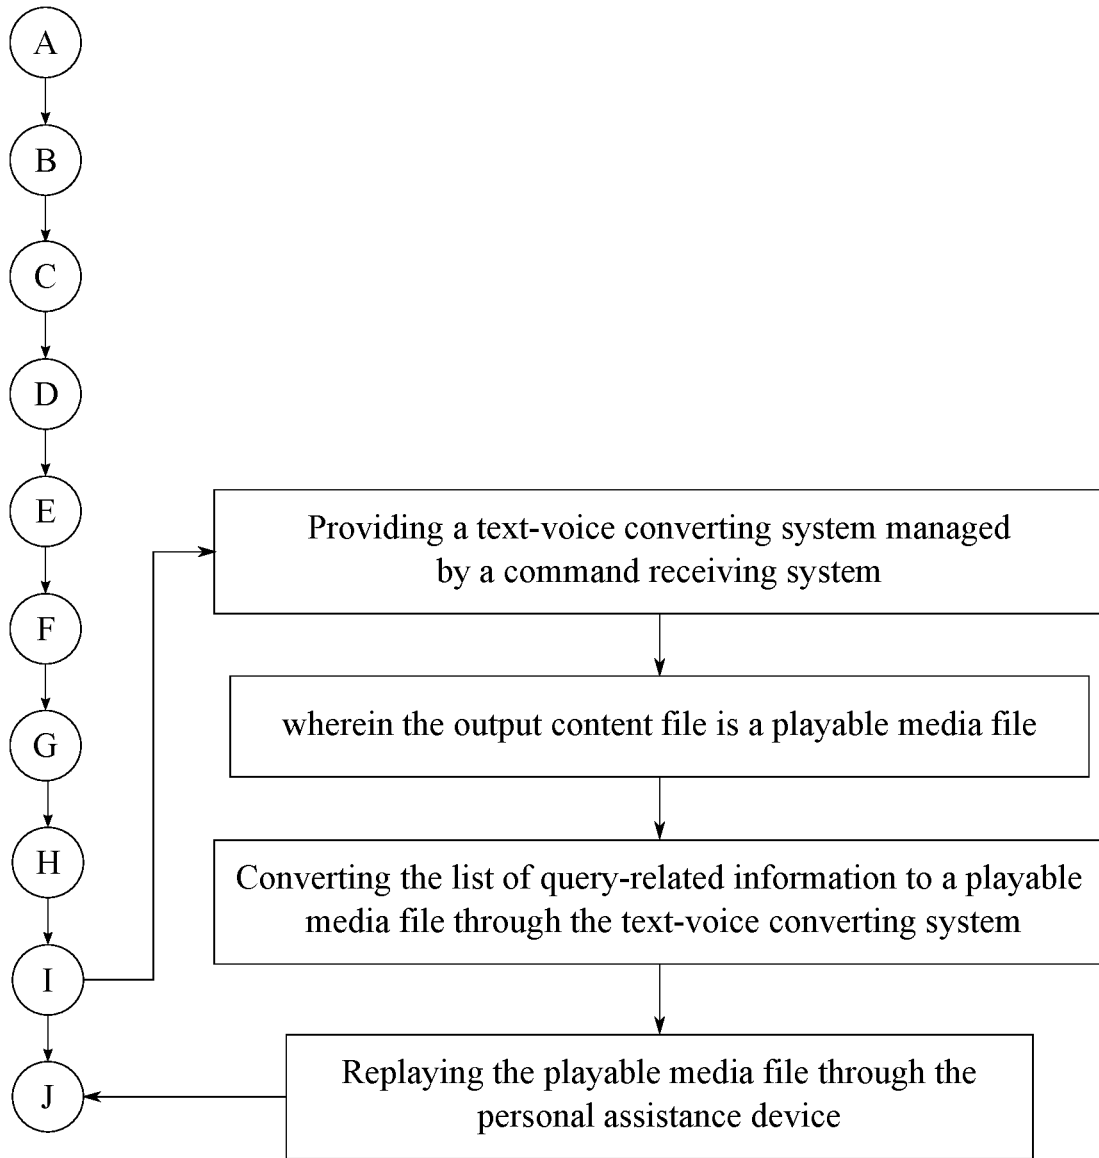 A
B
C
D
E
Providing a text-voice converting system managed
by a command receiving system
F
wherein the output content file is a playable media file
G
H
Converting the list of query-related information to a playable
media file through the text-voice converting system
I
J
Replaying the playable media file through the
personal assistance device